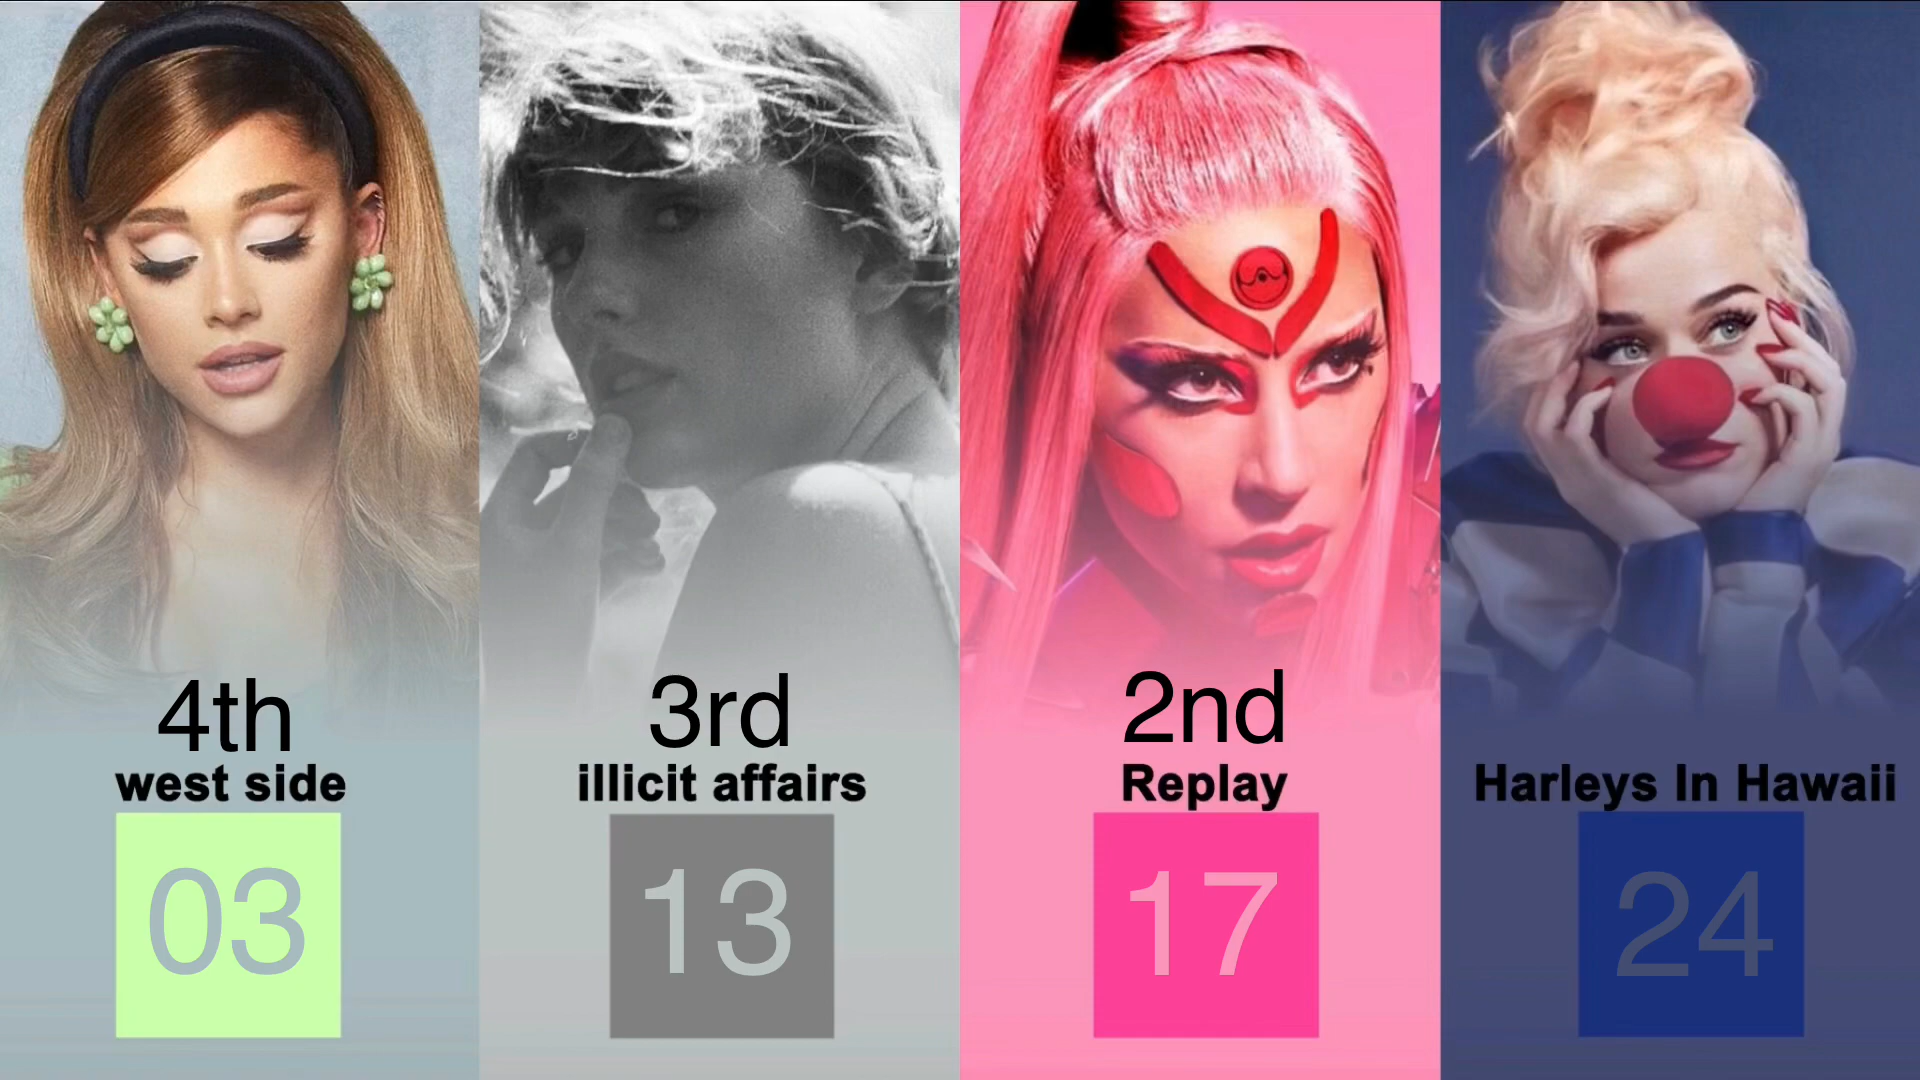 4th
west side
03
3rd
illicit affairs
13
2nd
Replay
17
Harleys In Hawaii
24